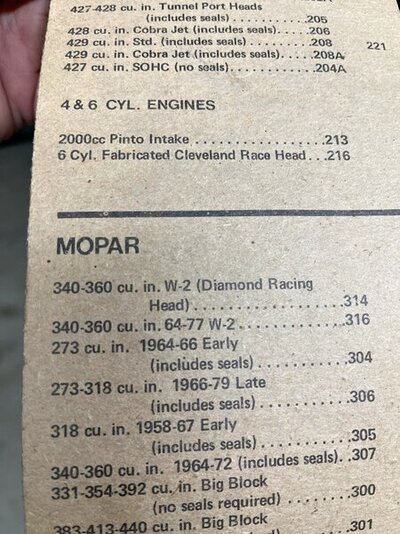 427-428 cu. in. Tunnel Port Heads
(includes seals) . . . . . . . . . . .205
428 cu. in. Cobra Jet (includes seals) . . . . .206
429 cu. in. Std. (includes seals) . . . . . . . .208
221
429 cu. in. Cobra Jet (includes seals). . . . .208A
427 cu. in. SOHC (no seals) . . . . . . . . . .204A
4 & 6 CYL. ENGINES
2000cc Pinto Intake . . . . . . . . . . . . . . . .213
6 Cyl. Fabricated Cleveland Race Head. . .216
MOPAR
340-360 cu. in. W-2 (Diamond Racing
Head) . . . . . . . . . . . . . . . . . .314
340-360 cu. in. 64-77 W-2 . . . . . . . . . . . .316
273 cu. in. 1964-66 Early
(includes seals) . . . . . . . . . . .304
273-318 cu. in. 1966-79 Late
(includes seals) . . . . . . . . . . .306
318 cu. in. 1958-67 Early
(includes seals) . . . . . . . . . . .305
340-360 cu. in. 1964-72 (includes seals). .307
331-354-392 cu. in. Big Block
(no seals required) . . . . . . . . .300
383-413-440 cu. in. Big Block
(includes seals) . . . . . . . . . . .301